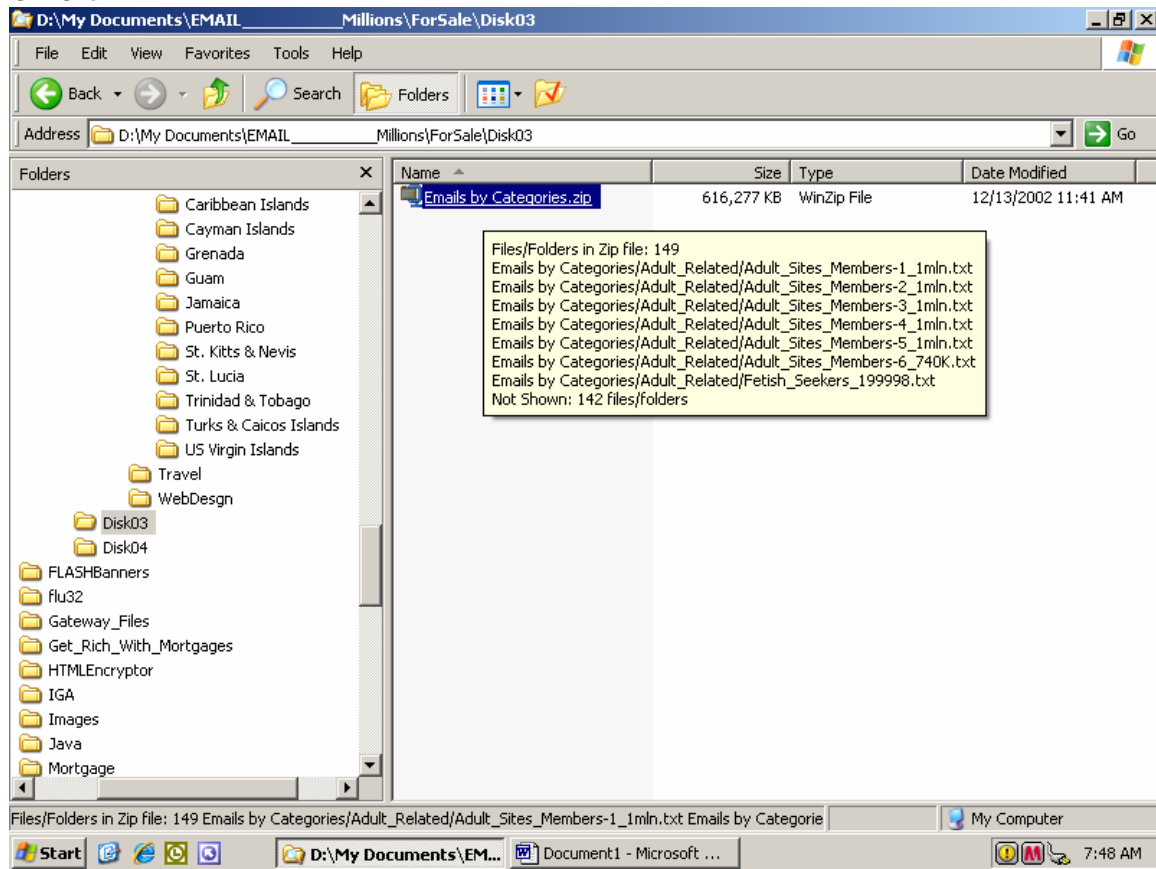 D:\My Documents\EMAIL____________Millions\ForSale\Disk03
File Edit View Favorites Tools Help
Back Search Folders
Address D:\My Documents\EMAIL____________Millions\ForSale\Disk03 Go
Folders
Name Size Type Date Modified
Emails by Categories.zip 616,277 KB WinZip File 12/13/2002 11:41 AM
Files/Folders in Zip file: 149
Emails by Categories/Adult_Related/Adult_Sites_Members-1_1mln.txt
Emails by Categories/Adult_Related/Adult_Sites_Members-2_1mln.txt
Emails by Categories/Adult_Related/Adult_Sites_Members-3_1mln.txt
Emails by Categories/Adult_Related/Adult_Sites_Members-4_1mln.txt
Emails by Categories/Adult_Related/Adult_Sites_Members-5_1mln.txt
Emails by Categories/Adult_Related/Adult_Sites_Members-6_740K.txt
Emails by Categories/Adult_Related/Fetish_Seekers_199998.txt
Not Shown: 142 files/folders
Caribbean Islands
Cayman Islands
Grenada
Guam
Jamaica
Puerto Rico
St. Kitts & Nevis
St. Lucia
Trinidad & Tobago
Turks & Caicos Islands
US Virgin Islands
Travel
WebDesgn
Disk03
Disk04
FLASHBanners
flu32
Gateway_Files
Get_Rich_With_Mortgages
HTMLEncryptor
IGA
Images
Java
Mortgage
Files/Folders in Zip file: 149 Emails by Categories/Adult_Related/Adult_Sites_Members-1_1mln.txt Emails by Categorie My Computer
Start D:\My Documents\EM... Document1 - Microsoft ... 7:48 AM